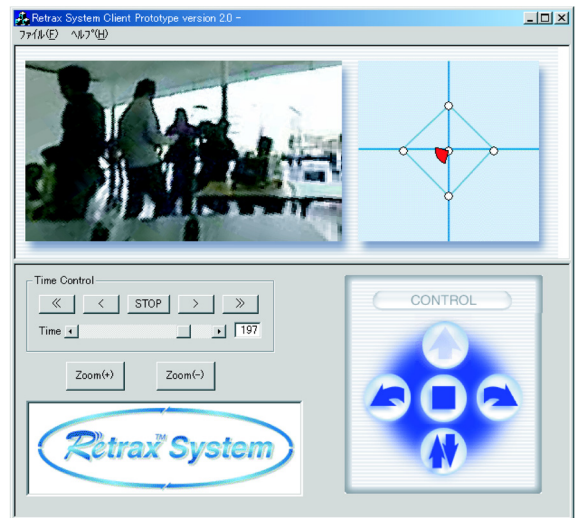 Retrax System Client Prototype version 2.0 -
ファイル(F) ヘルプ(H)
Time Control
≪ < STOP > ≫
Time 197
Zoom(+) Zoom(-)
Retrax™ System
CONTROL